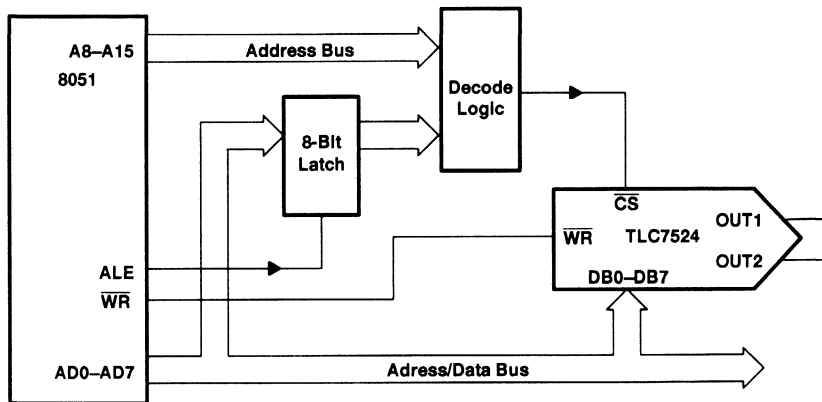 A8–A15
8051
Address Bus
Decode
Logic
8-Bit
Latch
CS
WR
TLC7524
OUT1
OUT2
DB0–DB7
ALE
WR
AD0–AD7
Adress/Data Bus